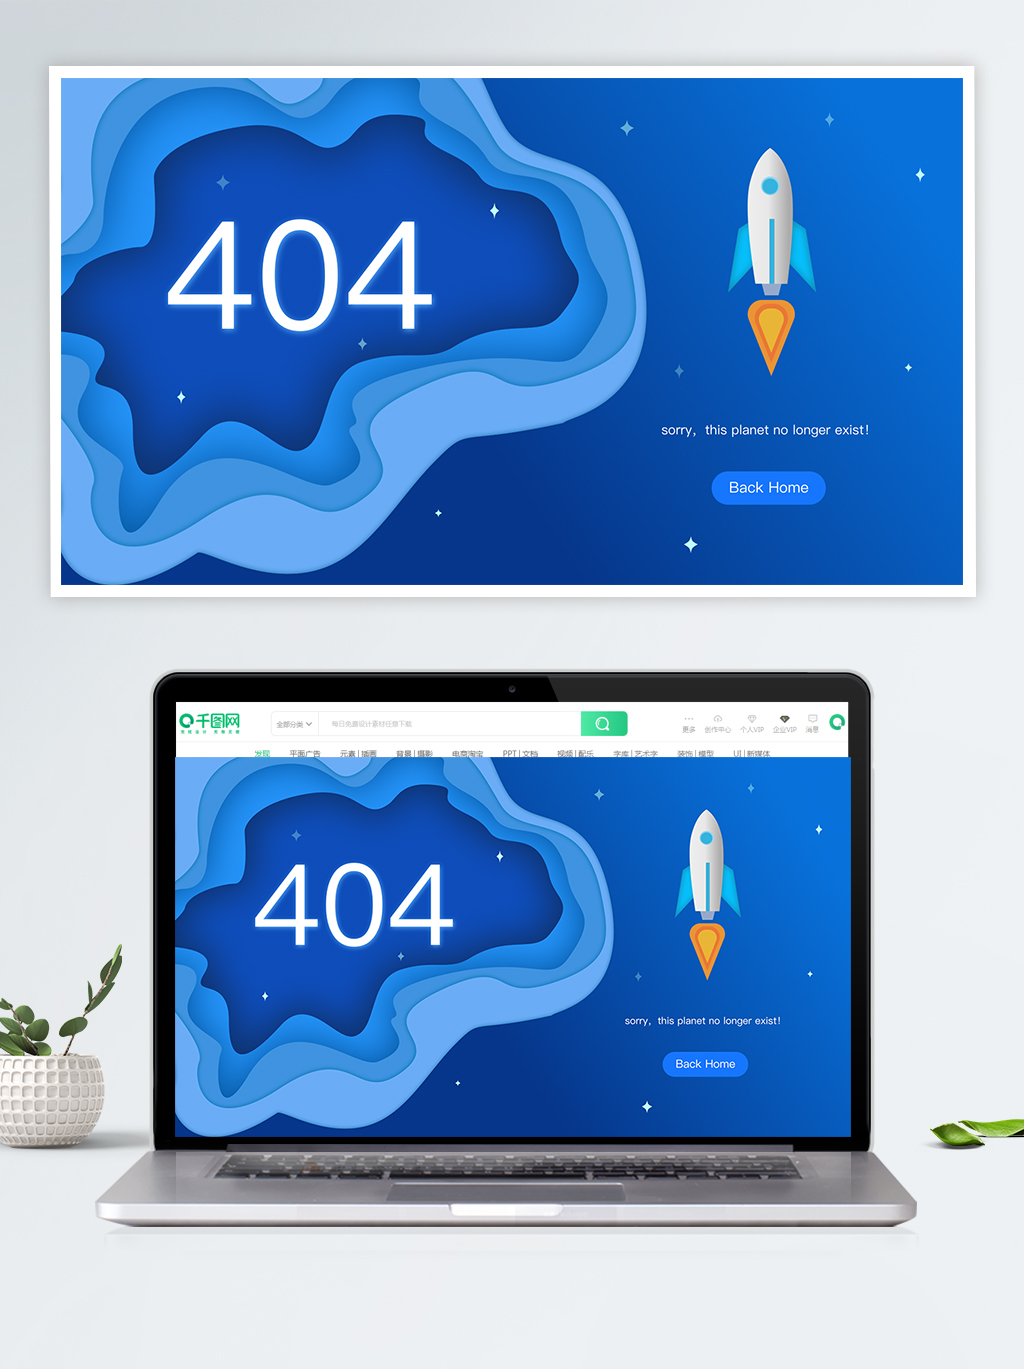 404
sorry，this planet no longer exist!
Back Home
千图网
全部分类
每日免费设计素材任意下载
更多
创作中心
个人VIP
企业VIP
消息
发现
平面广告
元素 | 插画
背景 | 摄影
电商淘宝
PPT | 文档
视频 | 配乐
字库 | 艺术字
装饰 | 模型
UI | 新媒体
404
sorry，this planet no longer exist!
Back Home